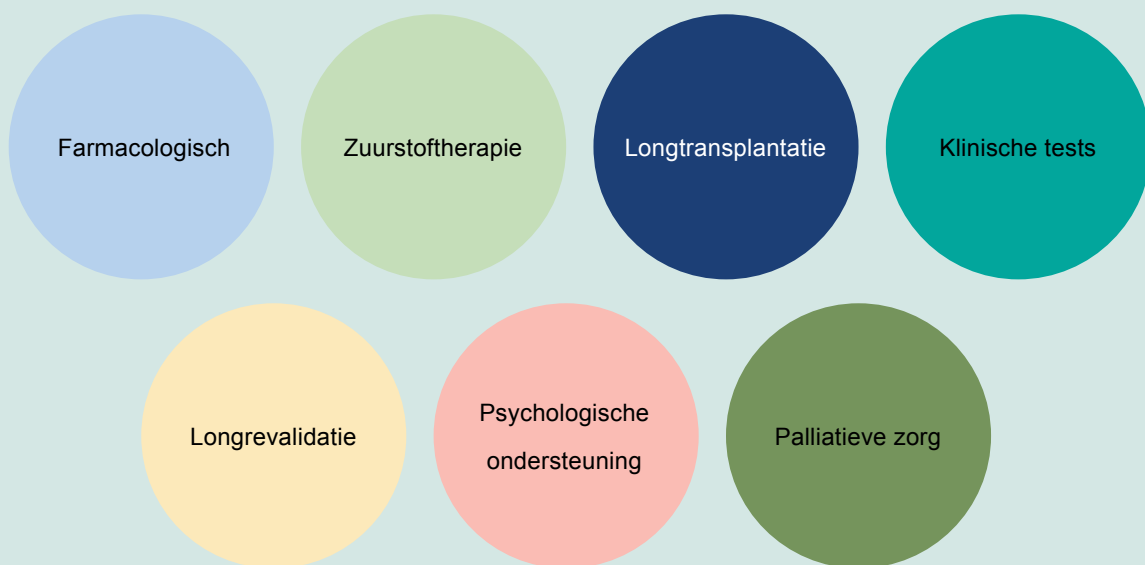 Farmacologisch
Zuurstoftherapie
Longtransplantatie
Klinische tests
Longrevalidatie
Psychologische
ondersteuning
Palliatieve zorg